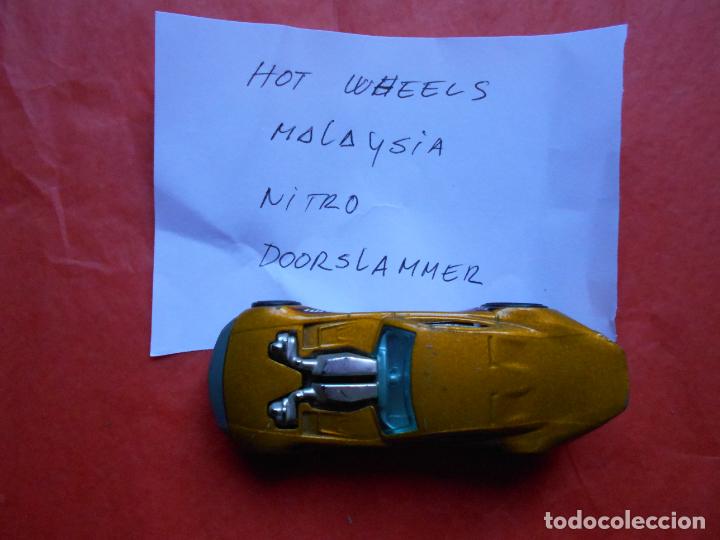 HOT WHEELS
MALAYSIA
NITRO
DOORSLAMMER
todocoleccion